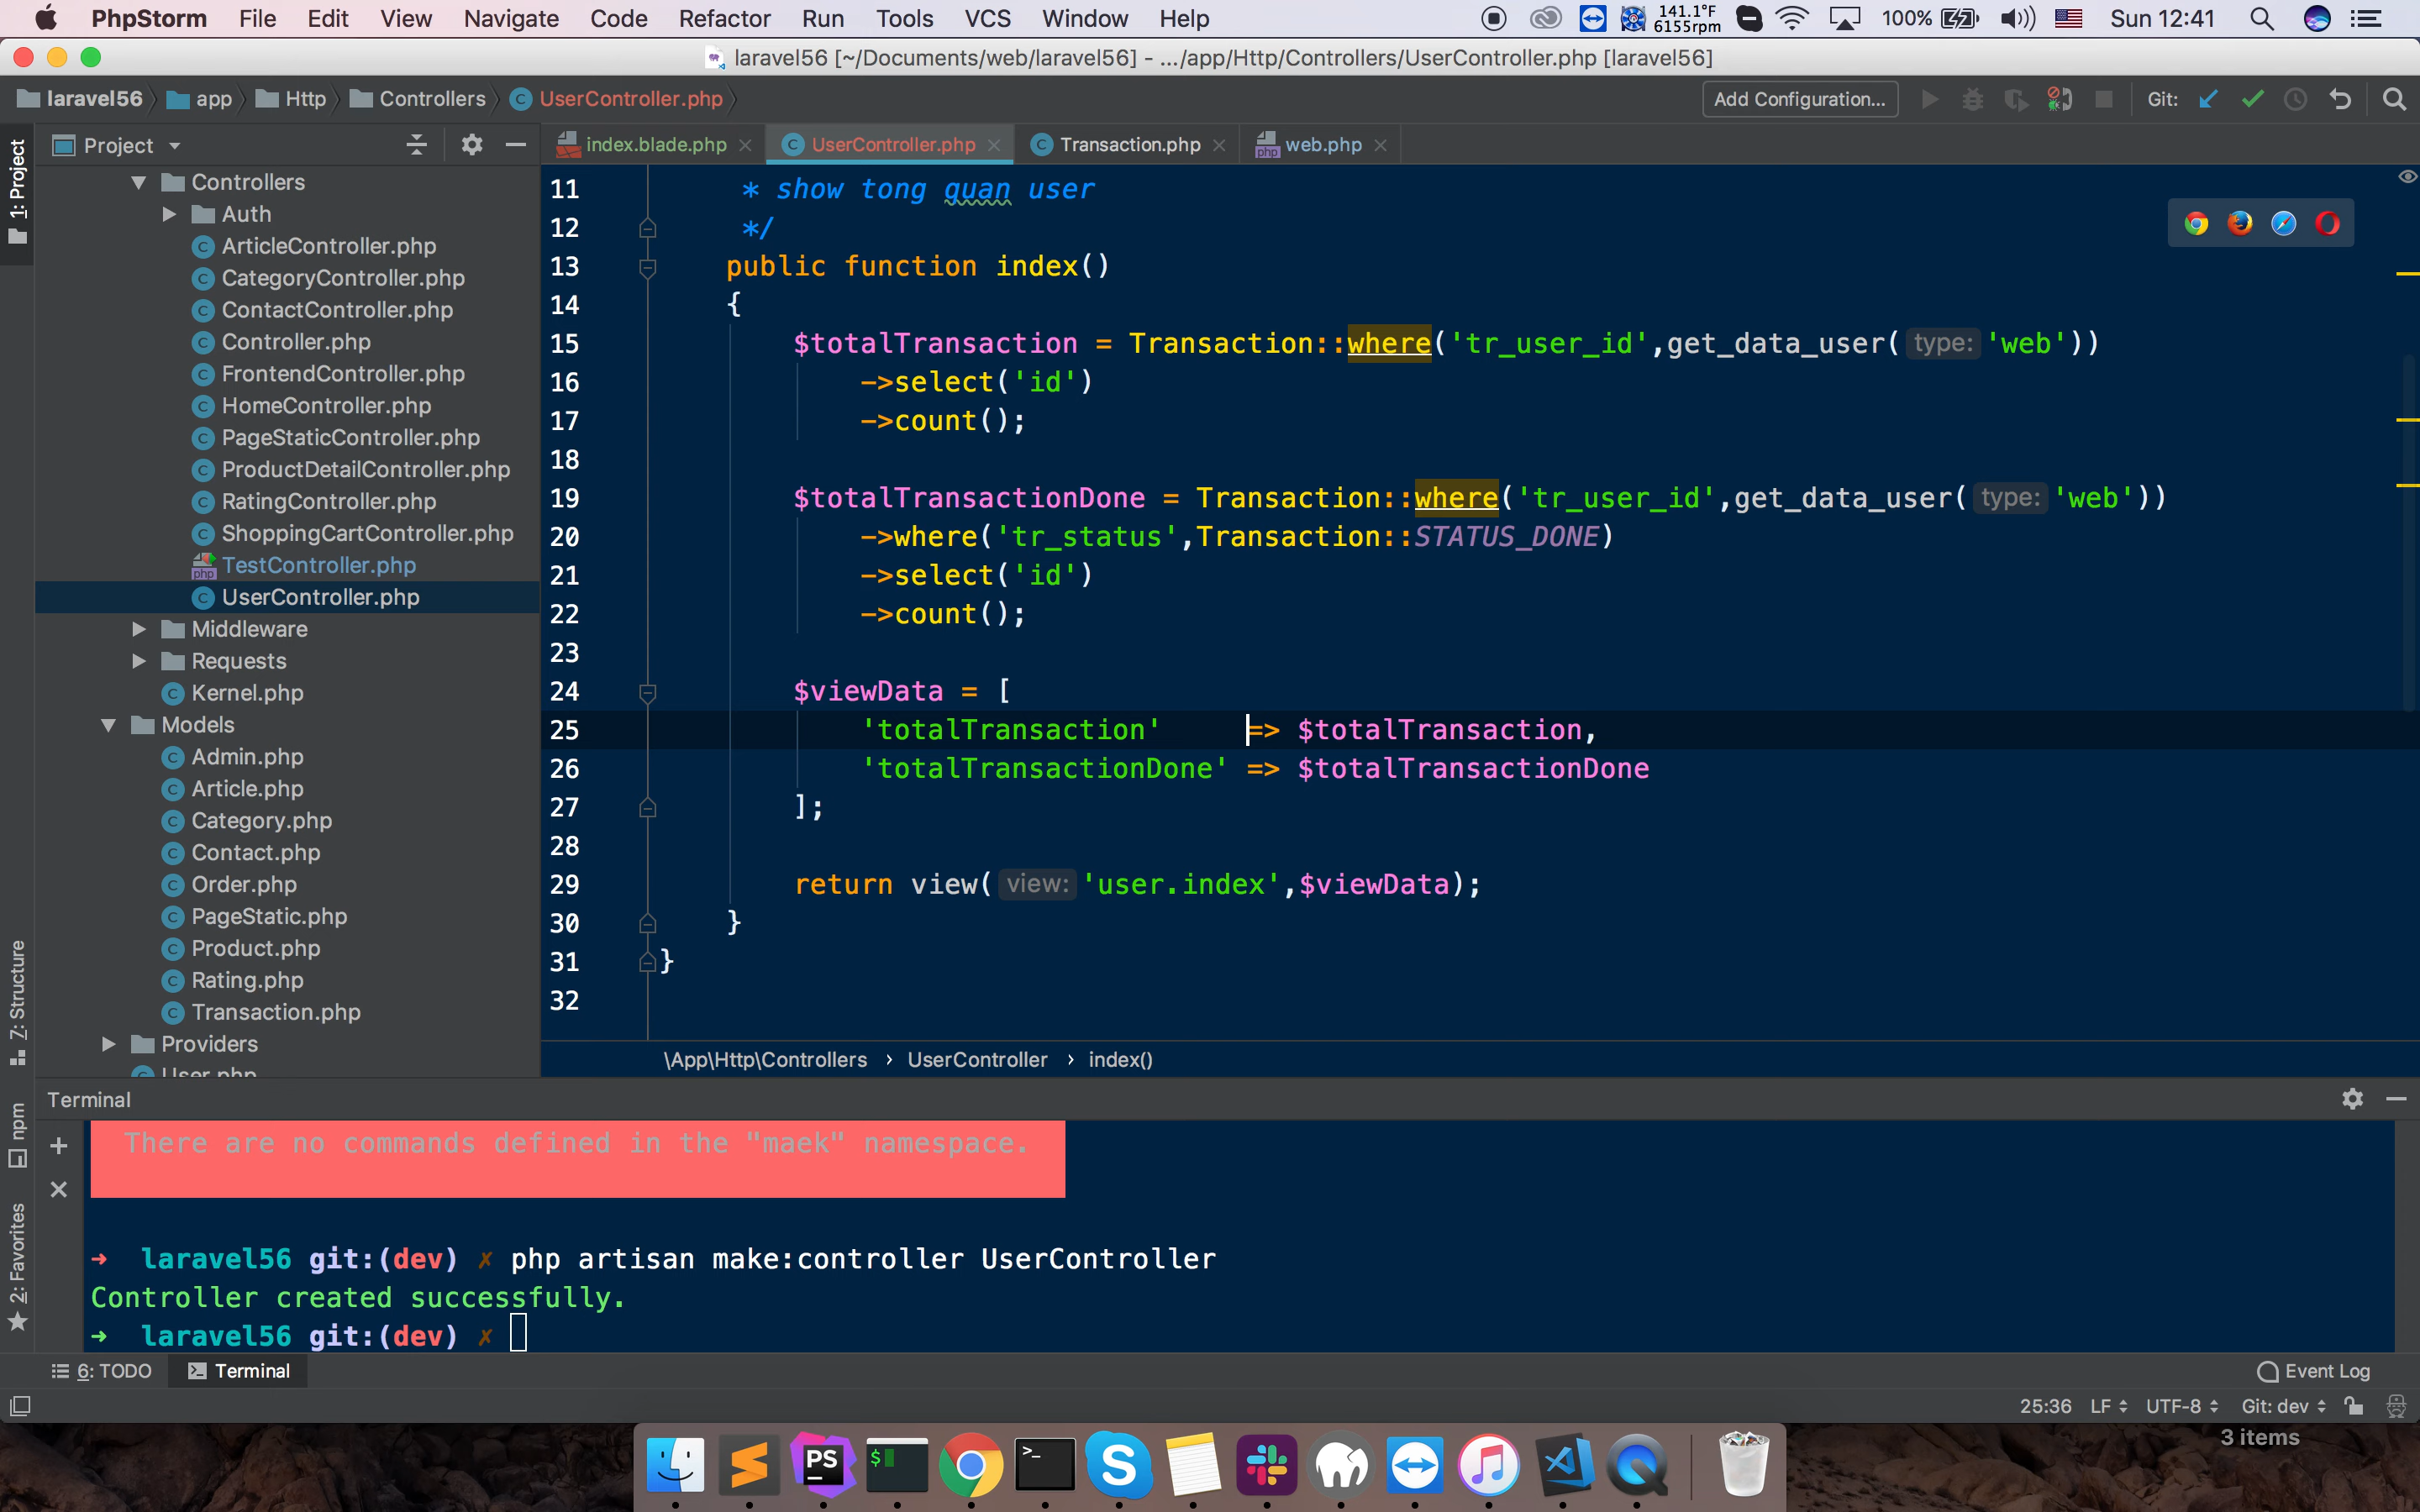 PhpStorm File Edit View Navigate Code Refactor Run Tools VCS Window Help 141.1°F 6155rpm 100% Sun 12:41
laravel56 [~/Documents/web/laravel56] - .../app/Http/Controllers/UserController.php [laravel56]
laravel56 app Http Controllers UserController.php Add Configuration... Git:
Project index.blade.php UserController.php Transaction.php web.php
1: Project
7: Structure
npm
2: Favorites
Controllers
Auth
ArticleController.php
CategoryController.php
ContactController.php
Controller.php
FrontendController.php
HomeController.php
PageStaticController.php
ProductDetailController.php
RatingController.php
ShoppingCartController.php
TestController.php
UserController.php
Middleware
Requests
Kernel.php
Models
Admin.php
Article.php
Category.php
Contact.php
Order.php
PageStatic.php
Product.php
Rating.php
Transaction.php
Providers
User.php
11 * show tong quan user
12 */
13 public function index()
14 {
15 $totalTransaction = Transaction::where('tr_user_id',get_data_user( type: 'web'))
16 ->select('id')
17 ->count();
18
19 $totalTransactionDone = Transaction::where('tr_user_id',get_data_user( type: 'web'))
20 ->where('tr_status',Transaction::STATUS_DONE)
21 ->select('id')
22 ->count();
23
24 $viewData = [
25 'totalTransaction' => $totalTransaction,
26 'totalTransactionDone' => $totalTransactionDone
27 ];
28
29 return view( view: 'user.index',$viewData);
30 }
31 }
32
\App\Http\Controllers › UserController › index()
Terminal
There are no commands defined in the "maek" namespace.
→ laravel56 git:(dev) ✗ php artisan make:controller UserController
Controller created successfully.
→ laravel56 git:(dev) ✗
6: TODO Terminal Event Log
25:36 LF UTF-8 Git: dev
3 items